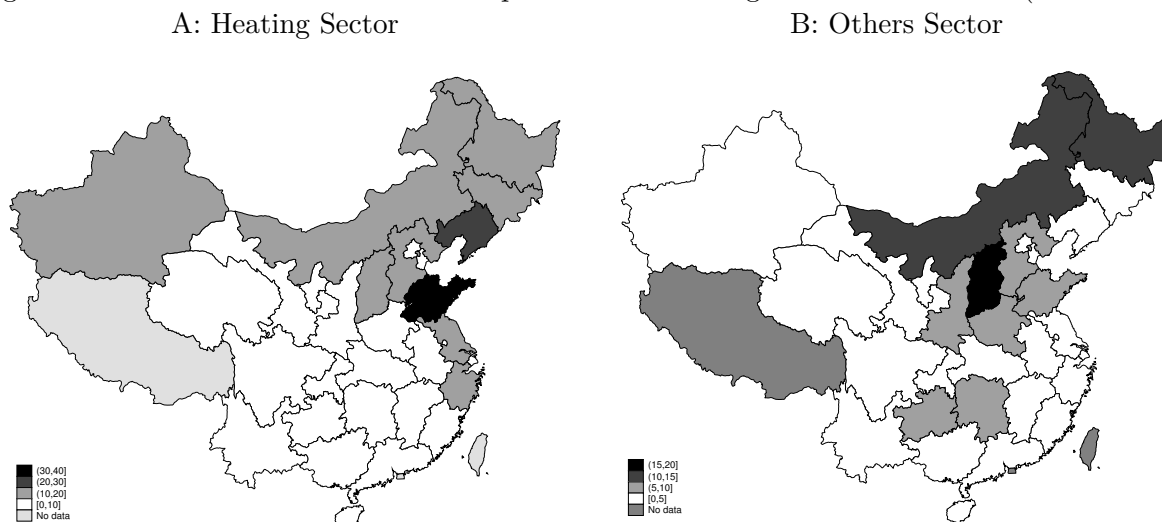 A: Heating Sector
B: Others Sector
(30,40]
(20,30]
(10,20]
[0,10]
No data
(15,20]
(10,15]
(5,10]
[0,5]
No data